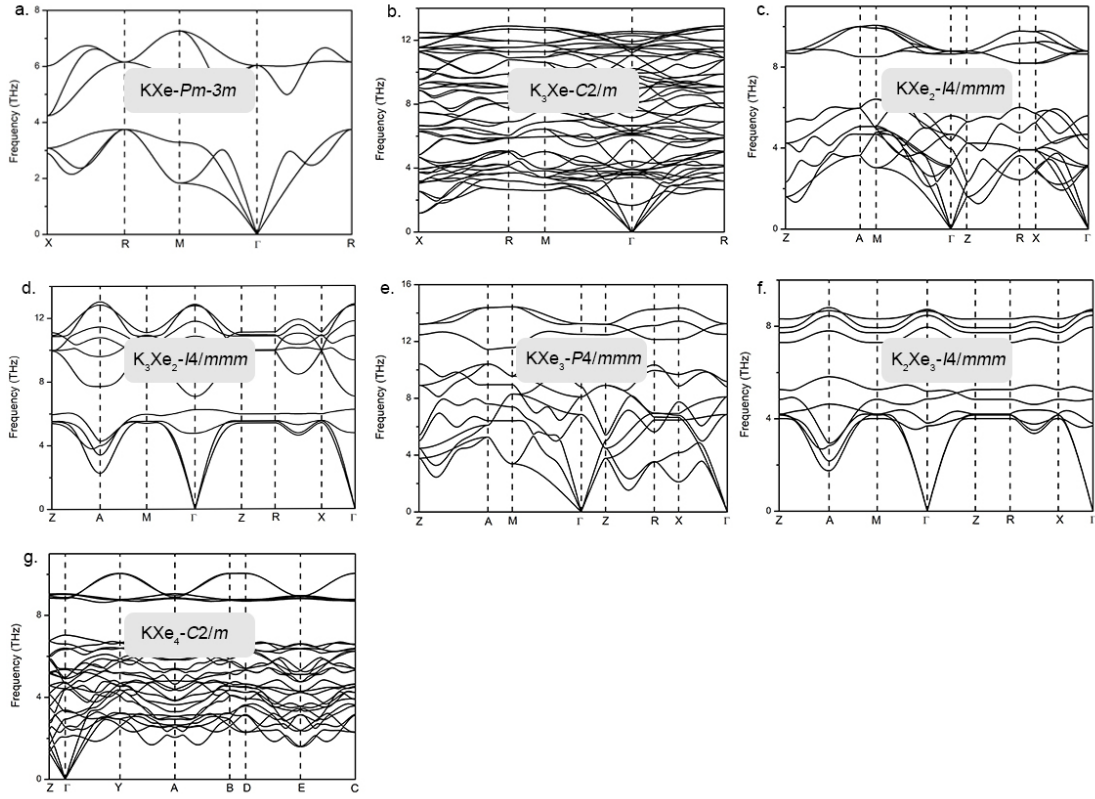 a.
8
6
4
2
0
Frequency (THz)
KXe-Pm-3m
X R M Γ R
b.
12
8
4
0
Frequency (THz)
K₃Xe-C2/m
X R M Γ R
c.
8
4
0
Frequency (THz)
KXe₂-I4/mmm
Z A M Γ Z R X Γ
d.
12
8
4
0
Frequency (THz)
K₃Xe₂-I4/mmm
Z A M Γ Z R X Γ
e.
16
12
8
4
0
Frequency (THz)
KXe₃-P4/mmm
Z A M Γ Z R X Γ
f.
8
4
0
Frequency (THz)
K₂Xe₃-I4/mmm
Z A M Γ Z R X Γ
g.
8
4
0
Frequency (THz)
KXe₄-C2/m
Z Γ Y A B D E C